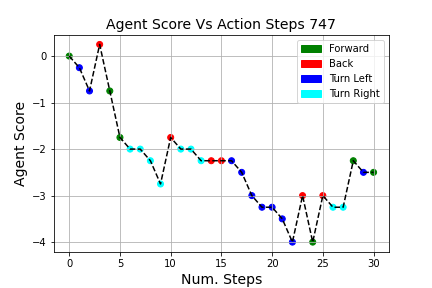 Agent Score Vs Action Steps 747
Forward
Back
Turn Left
Turn Right
Agent Score
0
−1
−2
−3
−4
0 5 10 15 20 25 30
Num. Steps